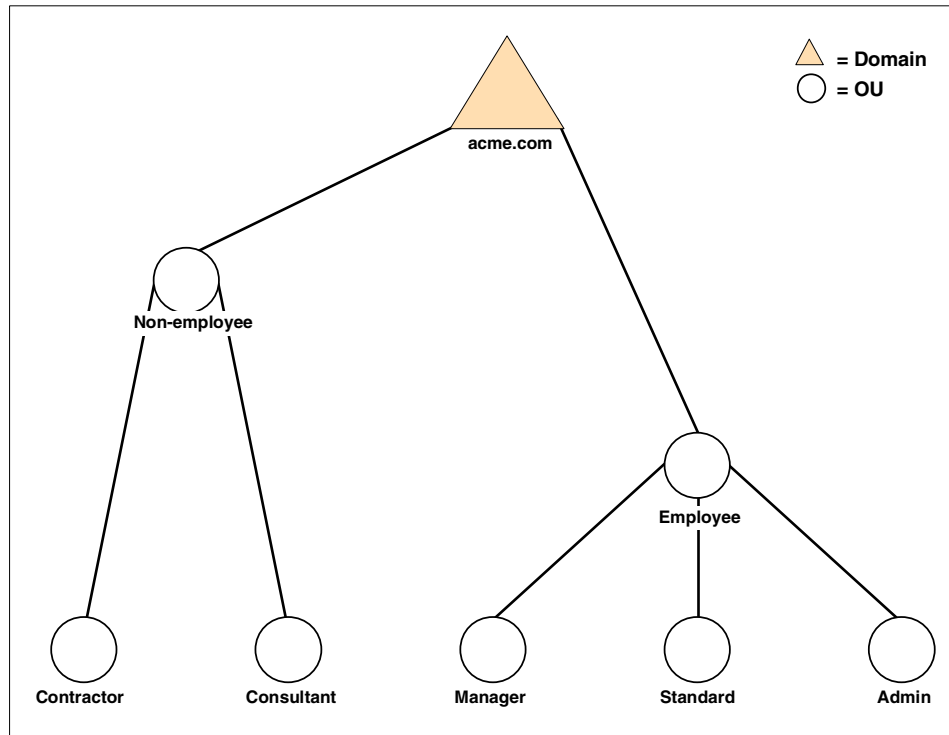 = Domain
= OU
acme.com
Non-employee
Employee
Contractor
Consultant
Manager
Standard
Admin